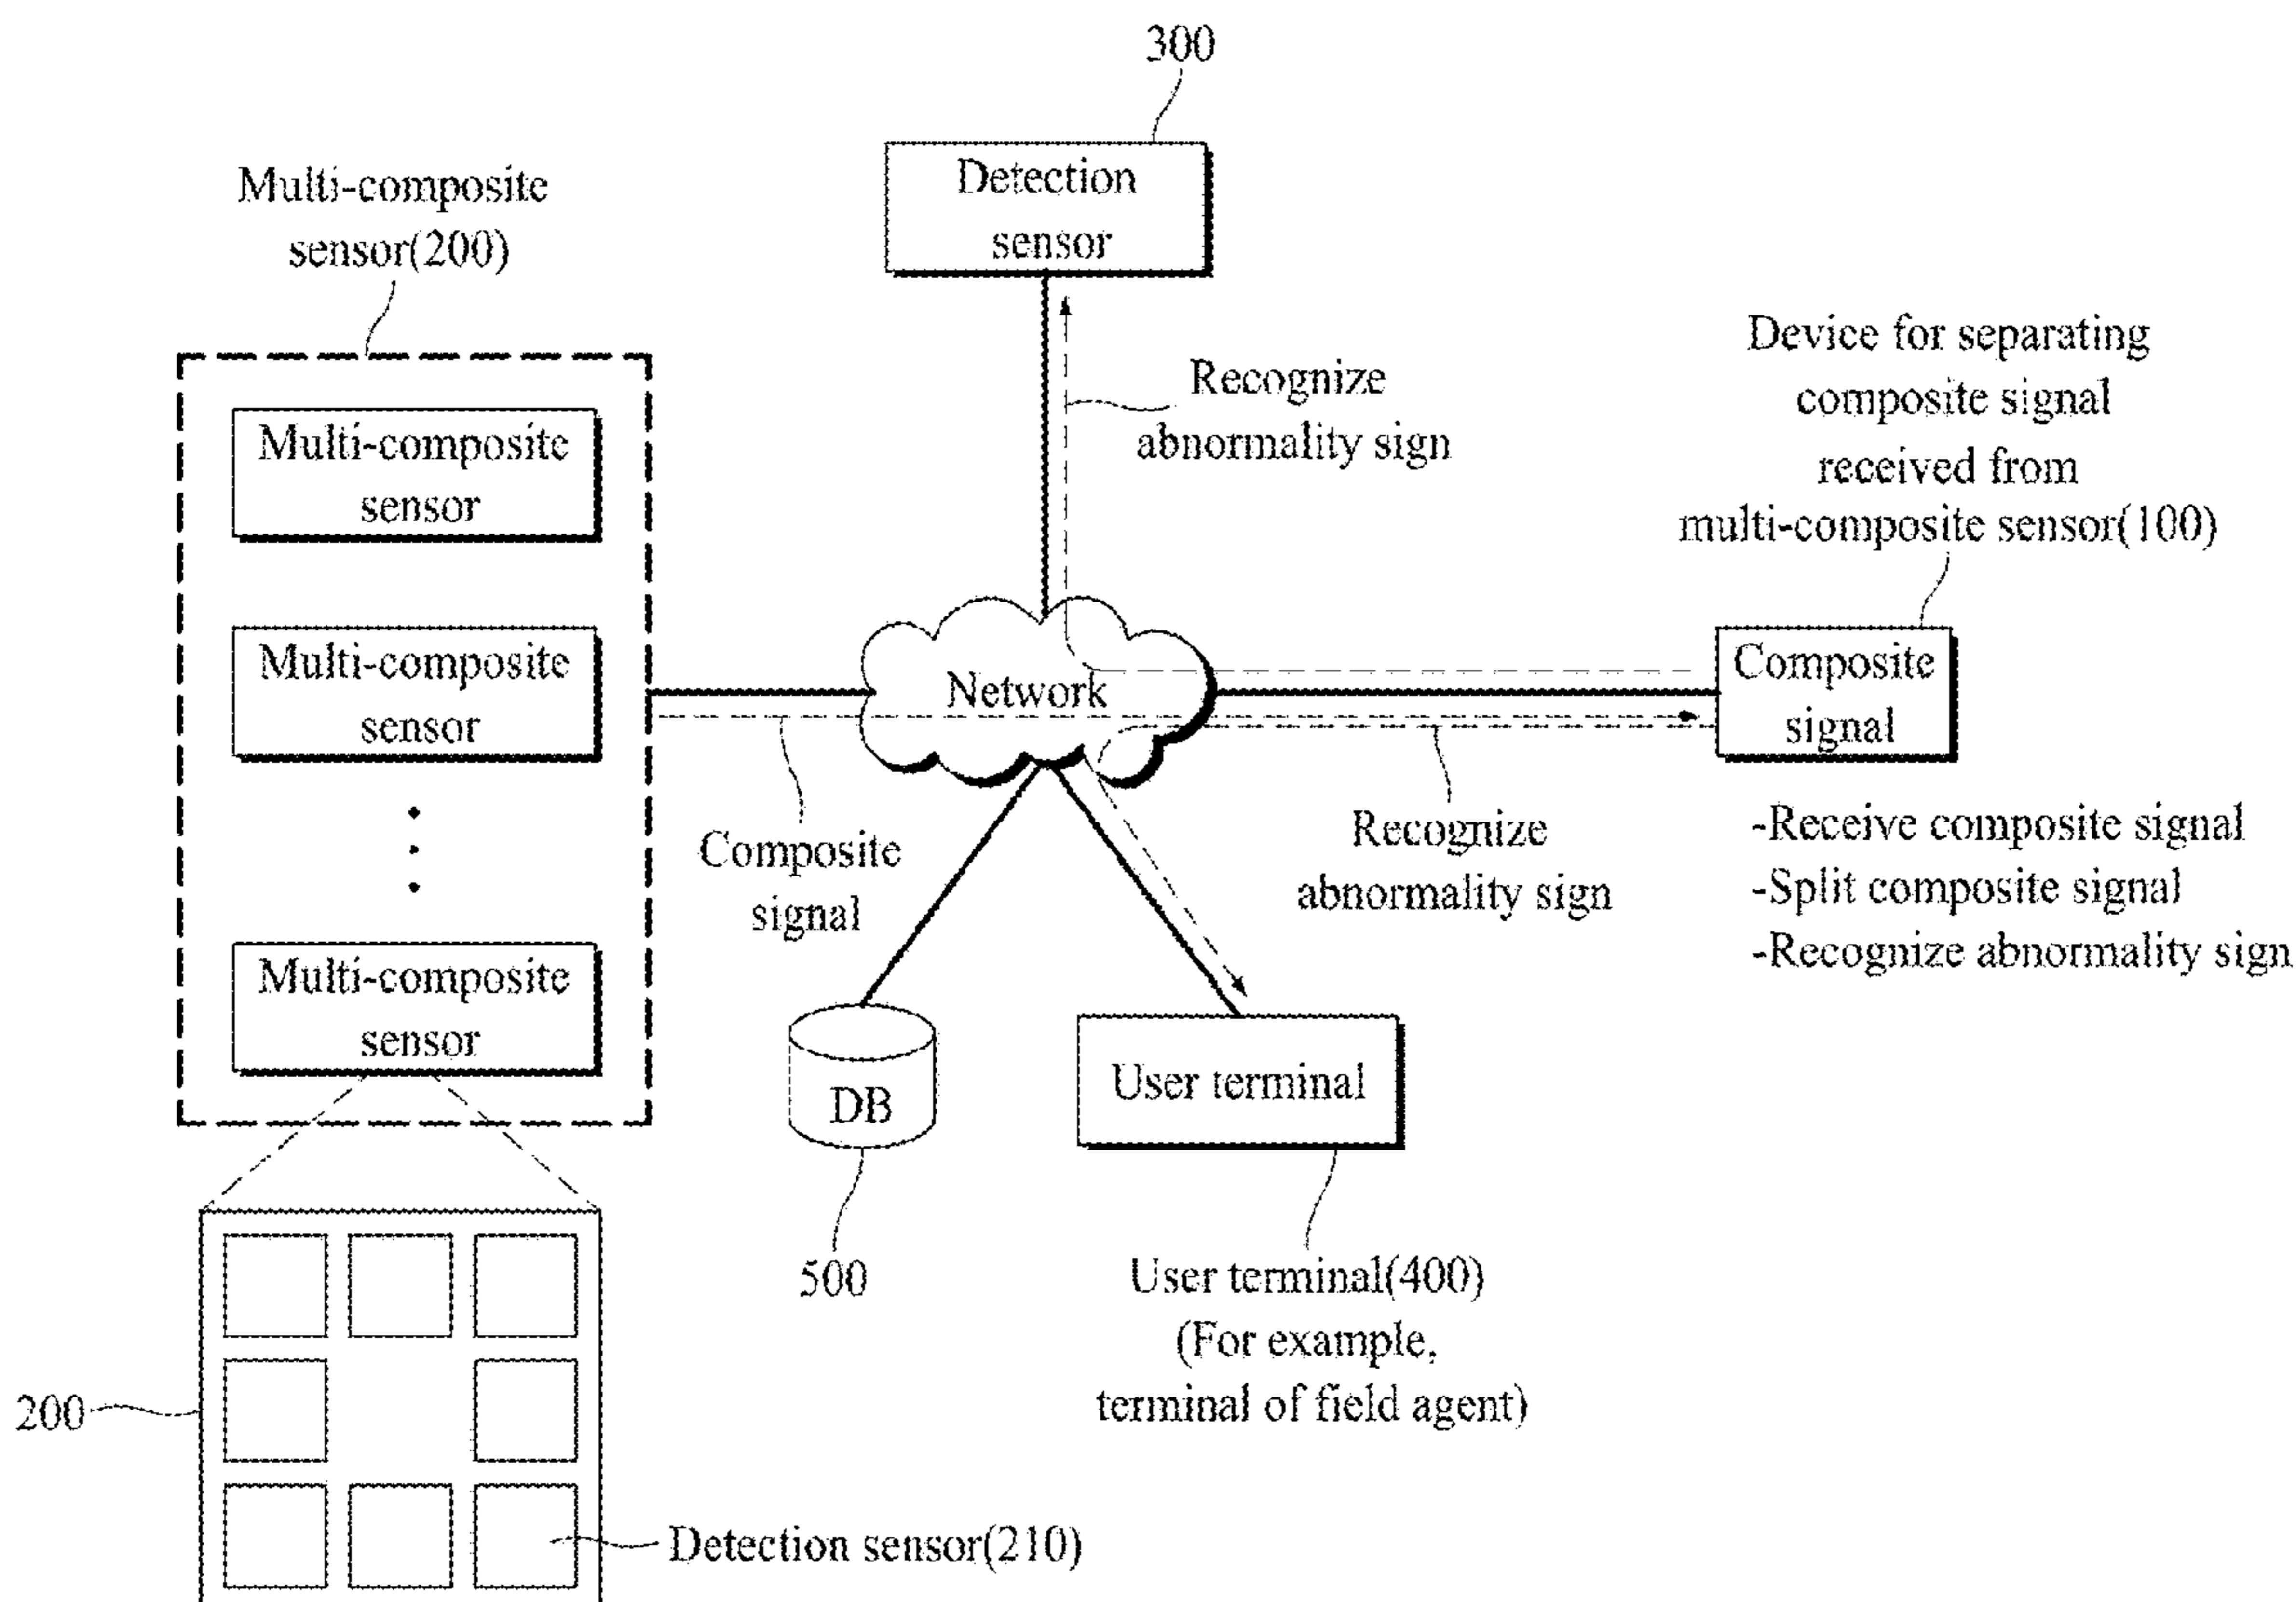 300
Detection
sensor
Multi-composite
sensor(200)
Multi-composite
sensor
Multi-composite
sensor
Multi-composite
sensor
Recognize
abnormality sign
Device for separating
composite signal
received from
multi-composite sensor(100)
Network
Composite
signal
Composite
signal
Recognize
abnormality sign
-Receive composite signal
-Split composite signal
-Recognize abnormality sign
DB
500
User terminal
User terminal(400)
(For example,
terminal of field agent)
200
Detection sensor(210)